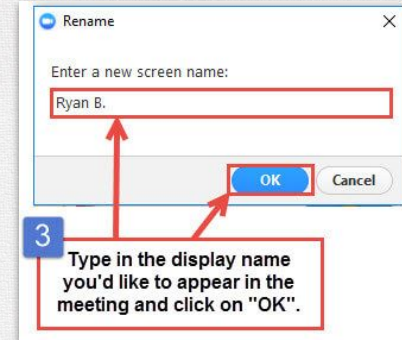 Rename
Enter a new screen name:
Ryan B.
OK Cancel
3
Type in the display name
you'd like to appear in the
meeting and click on "OK".